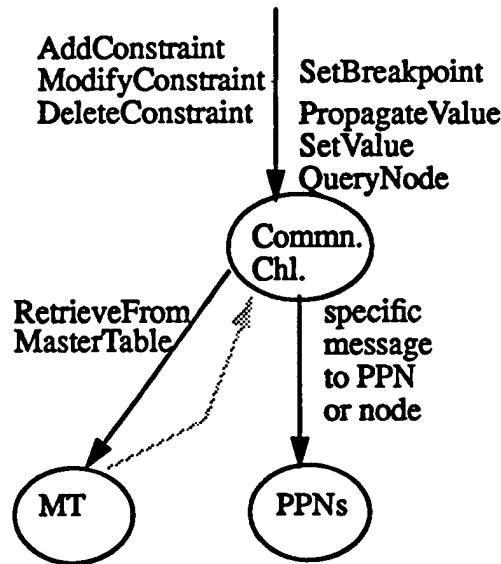 AddConstraint
ModifyConstraint
DeleteConstraint
SetBreakpoint
PropagateValue
SetValue
QueryNode
Commn.
Chl.
RetrieveFrom
MasterTable
specific
message
to PPN
or node
MT
PPNs